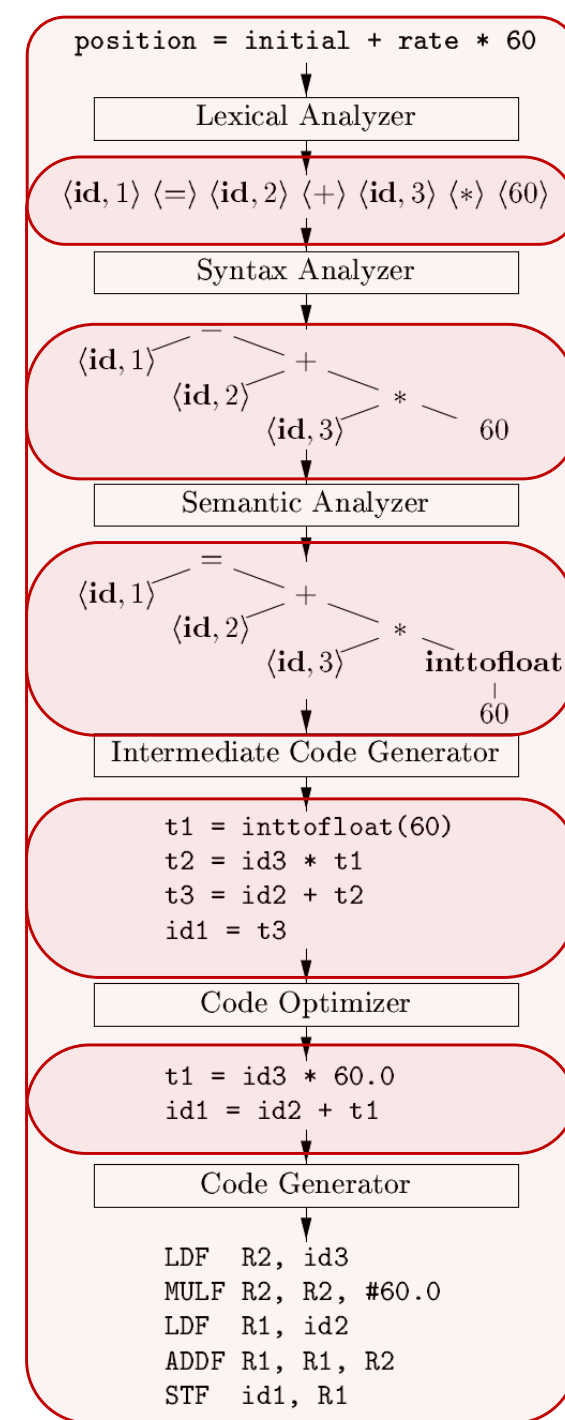 position = initial + rate * 60
Lexical Analyzer
⟨id, 1⟩ ⟨=⟩ ⟨id, 2⟩ ⟨+⟩ ⟨id, 3⟩ ⟨*⟩ ⟨60⟩
Syntax Analyzer
=
⟨id, 1⟩ +
⟨id, 2⟩ *
⟨id, 3⟩ 60
Semantic Analyzer
=
⟨id, 1⟩ +
⟨id, 2⟩ *
⟨id, 3⟩ inttofloat
60
Intermediate Code Generator
t1 = inttofloat(60)
t2 = id3 * t1
t3 = id2 + t2
id1 = t3
Code Optimizer
t1 = id3 * 60.0
id1 = id2 + t1
Code Generator
LDF R2, id3
MULF R2, R2, #60.0
LDF R1, id2
ADDF R1, R1, R2
STF id1, R1